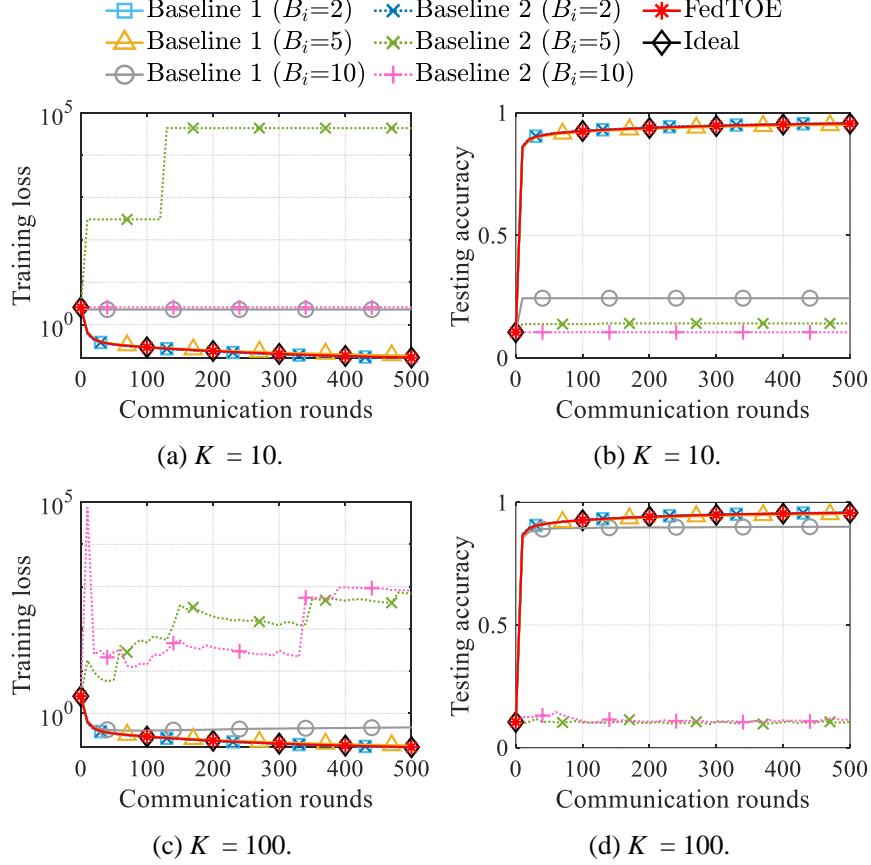 Baseline 1 (B_i=2) Baseline 2 (B_i=2) FedTOE
Baseline 1 (B_i=5) Baseline 2 (B_i=5) Ideal
Baseline 1 (B_i=10) Baseline 2 (B_i=10)
10^5
10^0
Training loss
0 100 200 300 400 500
Communication rounds
(a) K = 10.
1
0.5
0
Testing accuracy
0 100 200 300 400 500
Communication rounds
(b) K = 10.
10^5
10^0
Training loss
0 100 200 300 400 500
Communication rounds
(c) K = 100.
1
0.5
0
Testing accuracy
0 100 200 300 400 500
Communication rounds
(d) K = 100.